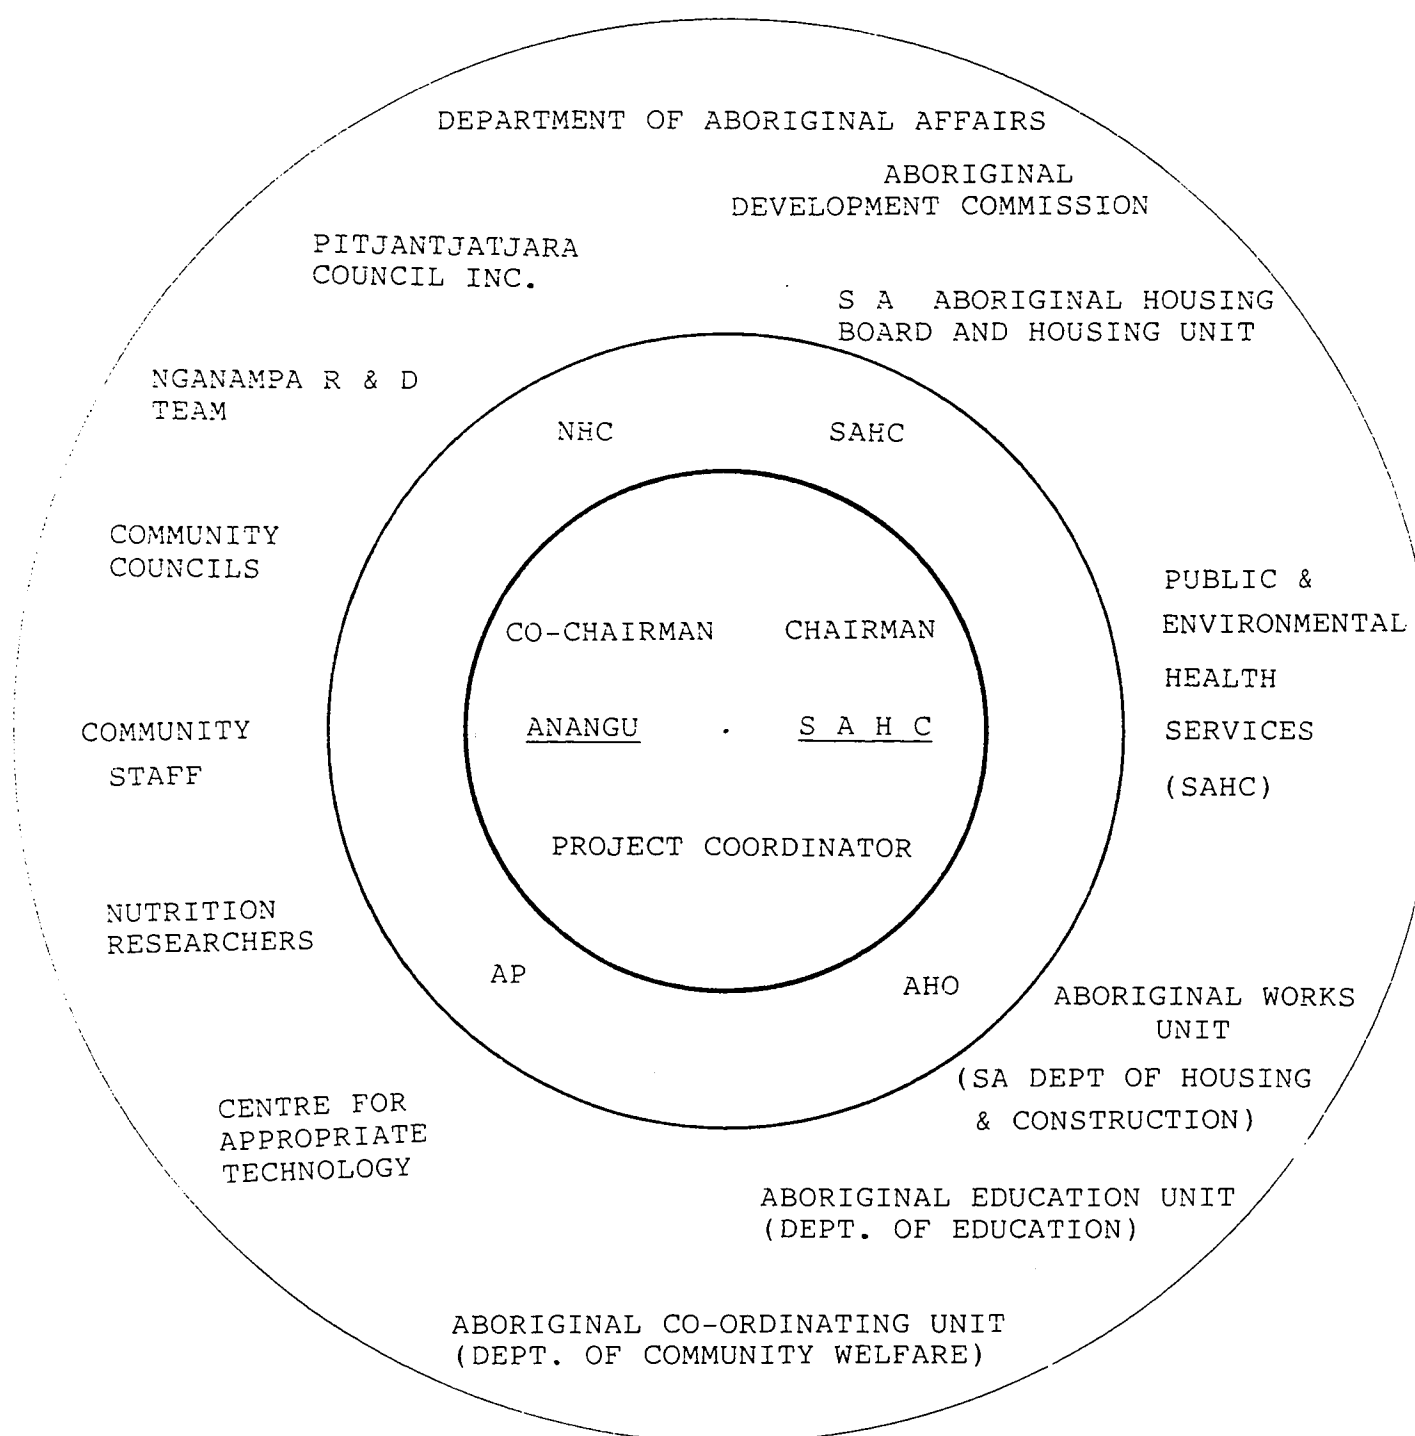 DEPARTMENT OF ABORIGINAL AFFAIRS
ABORIGINAL
DEVELOPMENT COMMISSION
PITJANTJATJARA
COUNCIL INC.
S A ABORIGINAL HOUSING
BOARD AND HOUSING UNIT
NGANAMPA R & D
TEAM
NHC
SAHC
COMMUNITY
COUNCILS
PUBLIC &
ENVIRONMENTAL
HEALTH
SERVICES
(SAHC)
CO-CHAIRMAN
CHAIRMAN
ANANGU
S A H C
PROJECT COORDINATOR
COMMUNITY
STAFF
NUTRITION
RESEARCHERS
AP
AHO
ABORIGINAL WORKS
UNIT
(SA DEPT OF HOUSING
& CONSTRUCTION)
CENTRE FOR
APPROPRIATE
TECHNOLOGY
ABORIGINAL EDUCATION UNIT
(DEPT. OF EDUCATION)
ABORIGINAL CO-ORDINATING UNIT
(DEPT. OF COMMUNITY WELFARE)